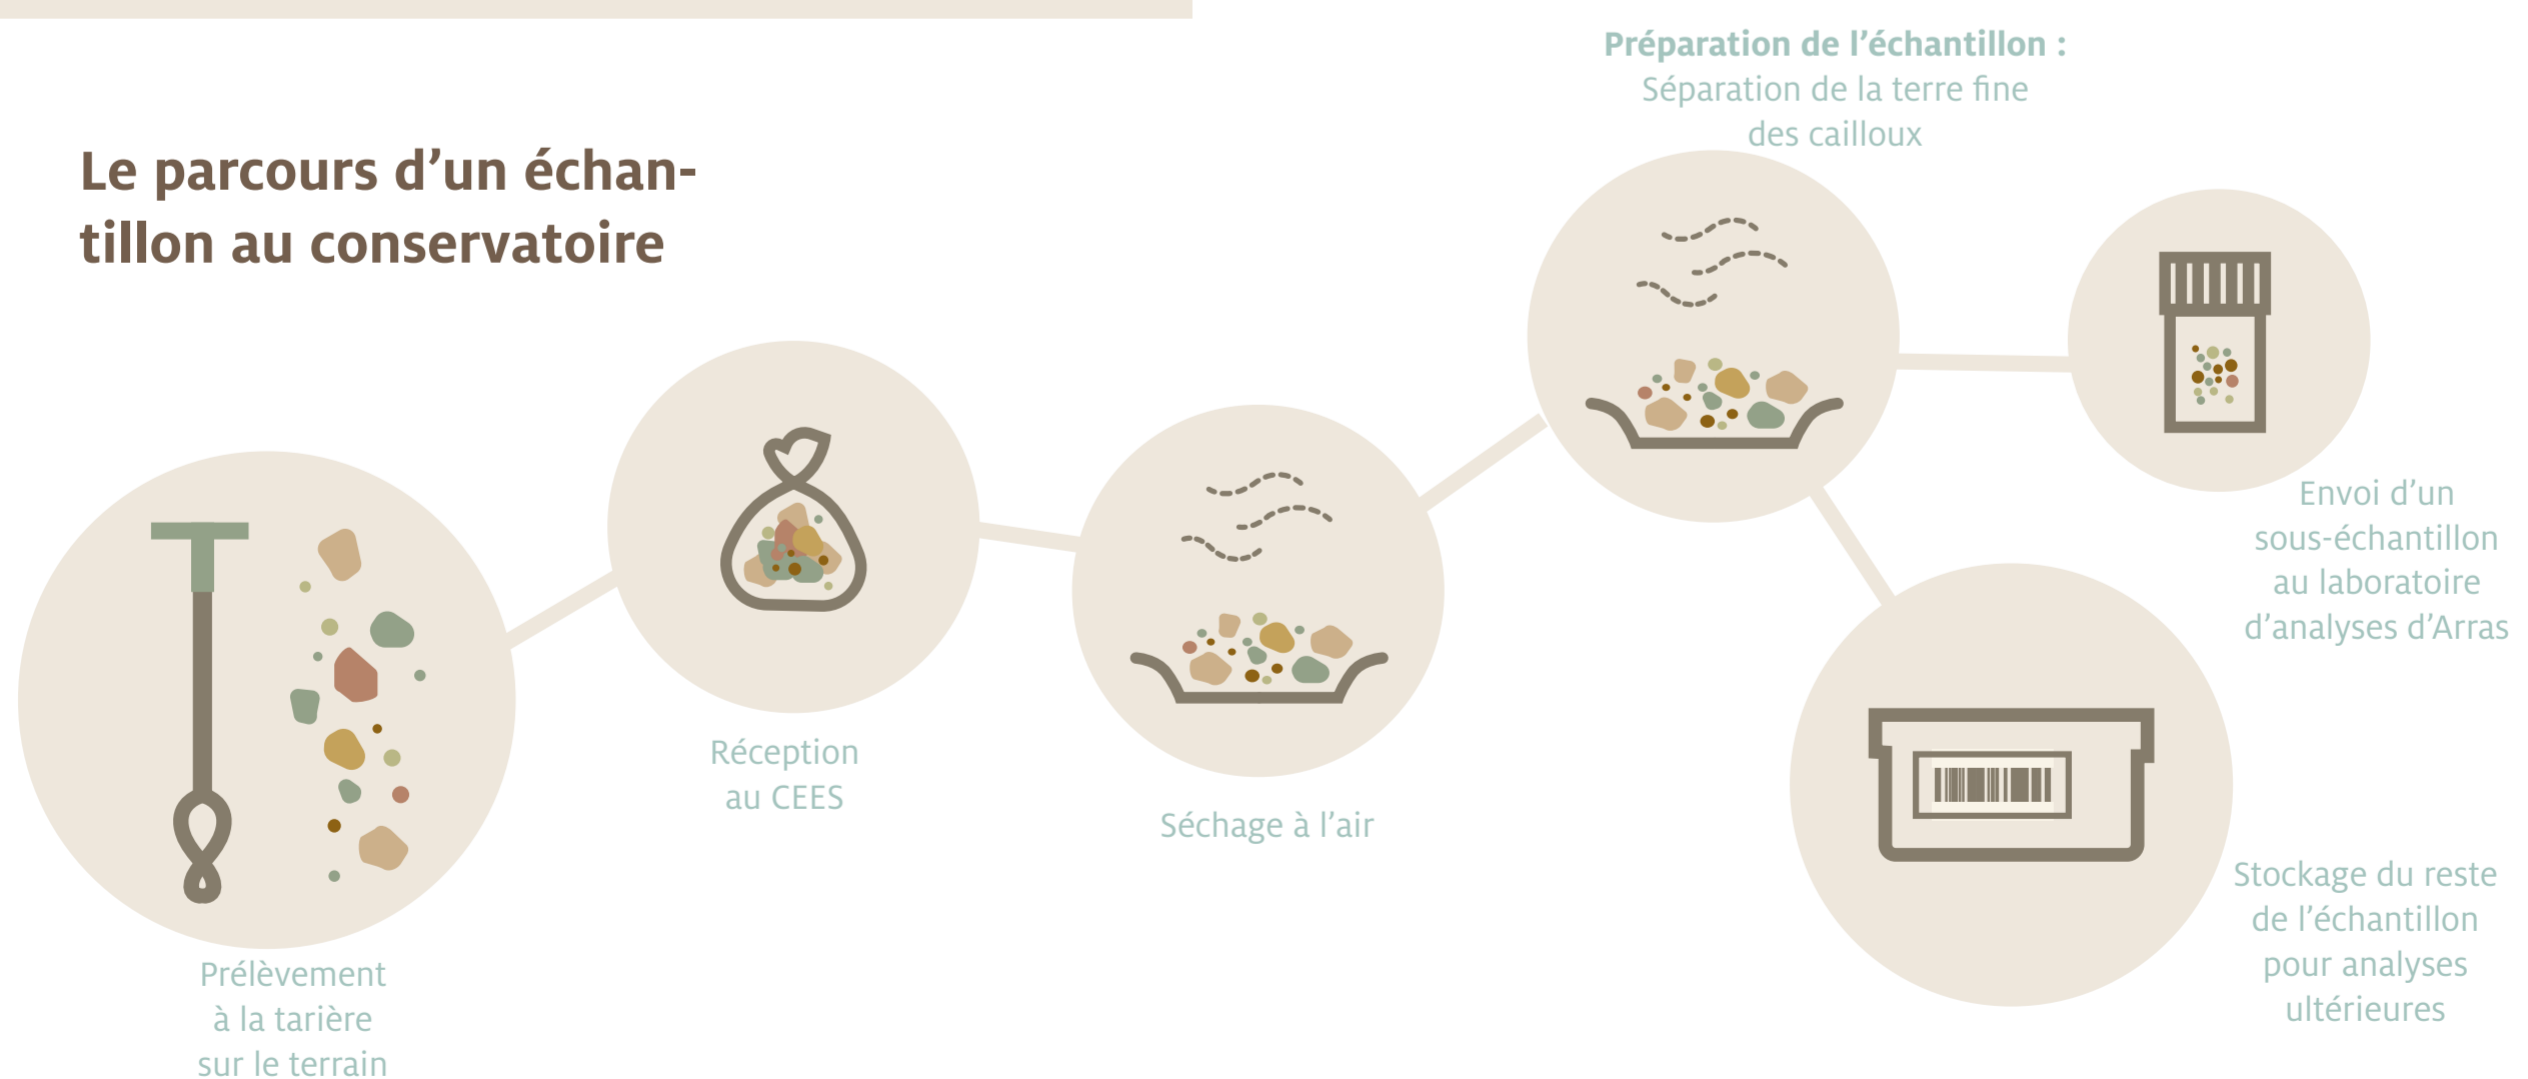 Le parcours d’un échan-
tillon au conservatoire
Prélèvement
à la tarière
sur le terrain
Réception
au CEES
Séchage à l’air
Préparation de l’échantillon :
Séparation de la terre fine
des cailloux
Envoi d’un
sous-échantillon
au laboratoire
d’analyses d’Arras
Stockage du reste
de l’échantillon
pour analyses
ultérieures